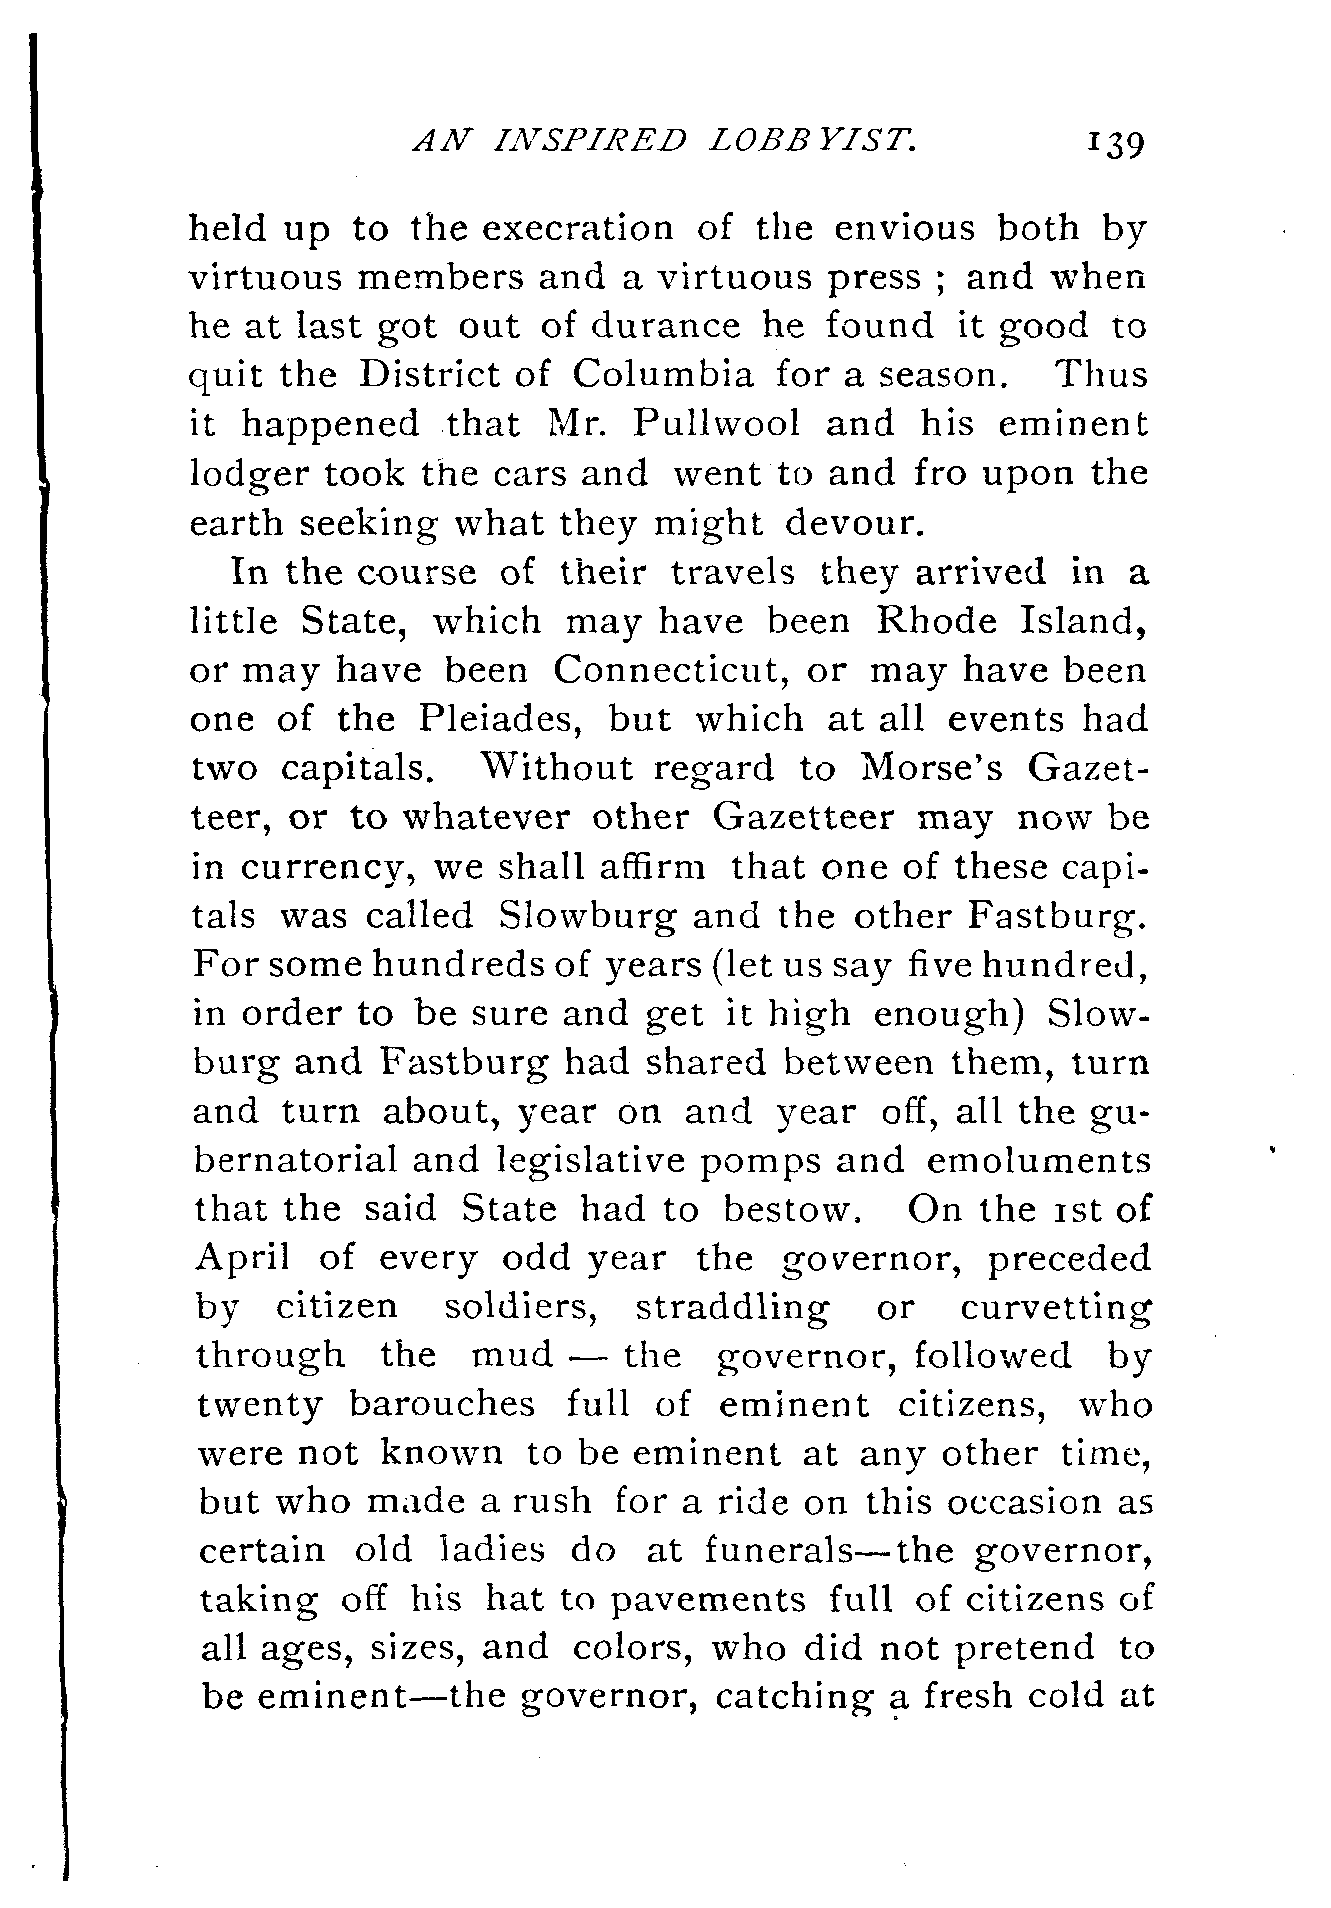 AN INSPIRED LOBBYIST. 139
held up to the execration of the envious both by
virtuous members and a virtuous press ; and when
he at last got out of durance he found it good to
quit the District of Columbia for a season. Thus
it happened that Mr. Pullwool and his eminent
lodger took the cars and went to and fro upon the
earth seeking what they might devour.
In the course of their travels they arrived in a
little State, which may have been Rhode Island,
or may have been Connecticut, or may have been
one of the Pleiades, but which at all events had
two capitals. Without regard to Morse's Gazet-
teer, or to whatever other Gazetteer may now be
in currency, we shall affirm that one of these capi-
tals was called Slowburg and the other Fastburg.
For some hundreds of years (let us say five hundred,
in order to be sure and get it high enough) Slow-
burg and Fastburg had shared between them, turn
and turn about, year on and year off, all the gu-
bernatorial and legislative pomps and emoluments
that the said State had to bestow. On the 1st of
April of every odd year the governor, preceded
by citizen soldiers, straddling or curvetting
through the mud — the governor, followed by
twenty barouches full of eminent citizens, who
were not known to be eminent at any other time,
but who made a rush for a ride on this occasion as
certain old ladies do at funerals—the governor,
taking off his hat to pavements full of citizens of
all ages, sizes, and colors, who did not pretend to
be eminent—the governor, catching a fresh cold at